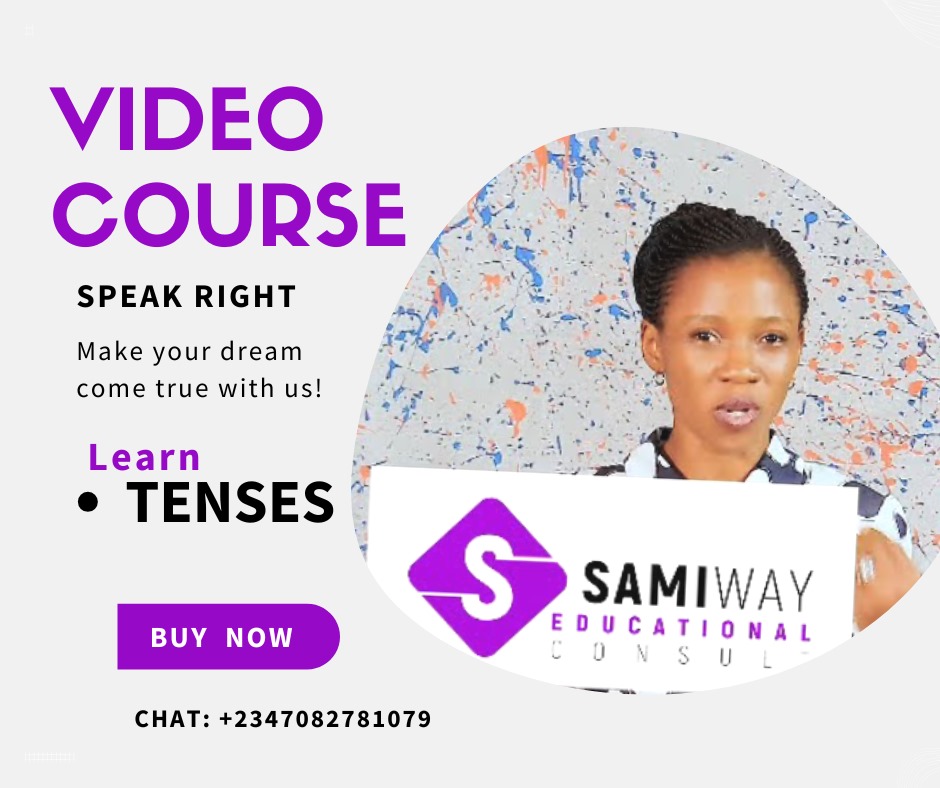 VIDEO
COURSE
SPEAK RIGHT
Make your dream
come true with us!
Learn
• TENSES
BUY NOW
CHAT: +2347082781079
S
SAMIWAY
EDUCATIONAL
CONSULT